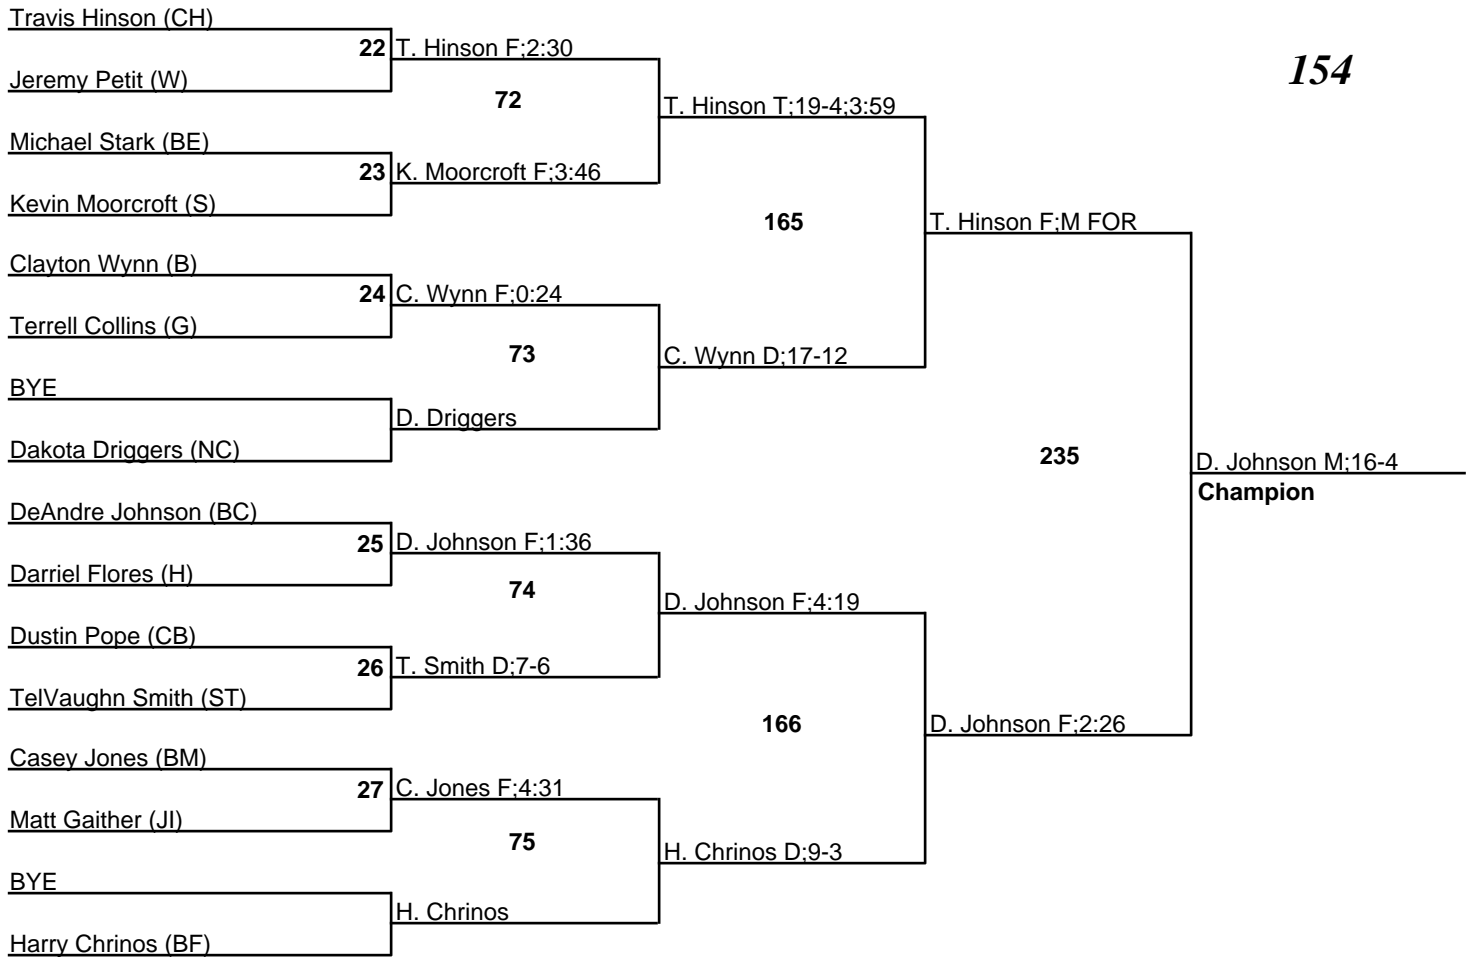 Travis Hinson (CH)
22 T. Hinson F;2:30
154
Jeremy Petit (W)
72
T. Hinson T;19-4;3:59
Michael Stark (BE)
23 K. Moorcroft F;3:46
Kevin Moorcroft (S)
165
T. Hinson F;M FOR
Clayton Wynn (B)
24 C. Wynn F;0:24
Terrell Collins (G)
73
C. Wynn D;17-12
BYE
D. Driggers
Dakota Driggers (NC)
235
D. Johnson M;16-4
Champion
DeAndre Johnson (BC)
25 D. Johnson F;1:36
Darriel Flores (H)
74
D. Johnson F;4:19
Dustin Pope (CB)
26 T. Smith D;7-6
TelVaughn Smith (ST)
166
D. Johnson F;2:26
Casey Jones (BM)
27 C. Jones F;4:31
Matt Gaither (JI)
75
H. Chrinos D;9-3
BYE
H. Chrinos
Harry Chrinos (BF)